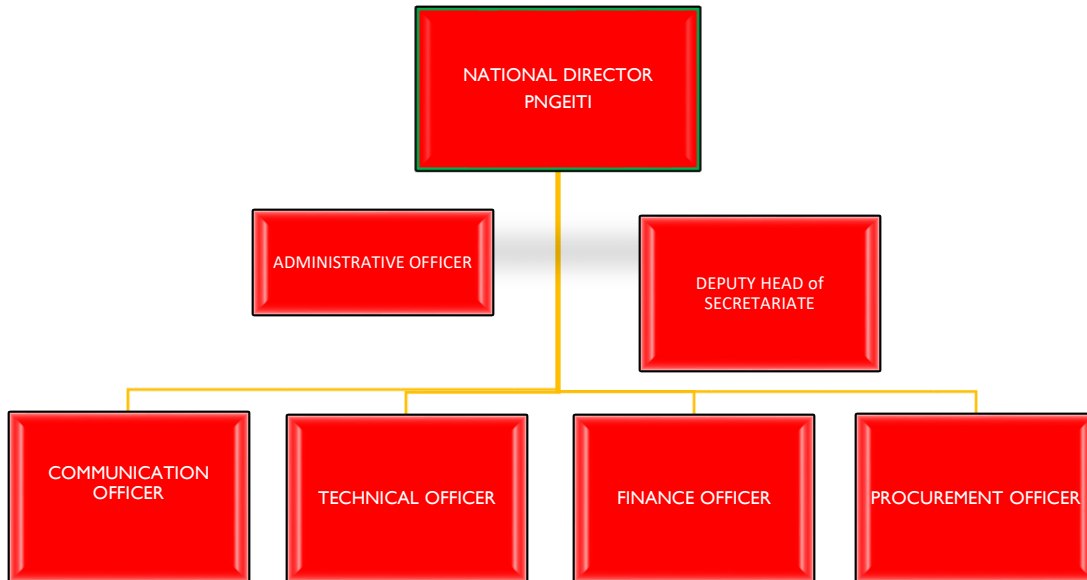 NATIONAL DIRECTOR
PNGEITI
ADMINISTRATIVE OFFICER
DEPUTY HEAD of
SECRETARIATE
COMMUNICATION
OFFICER
TECHNICAL OFFICER
FINANCE OFFICER
PROCUREMENT OFFICER